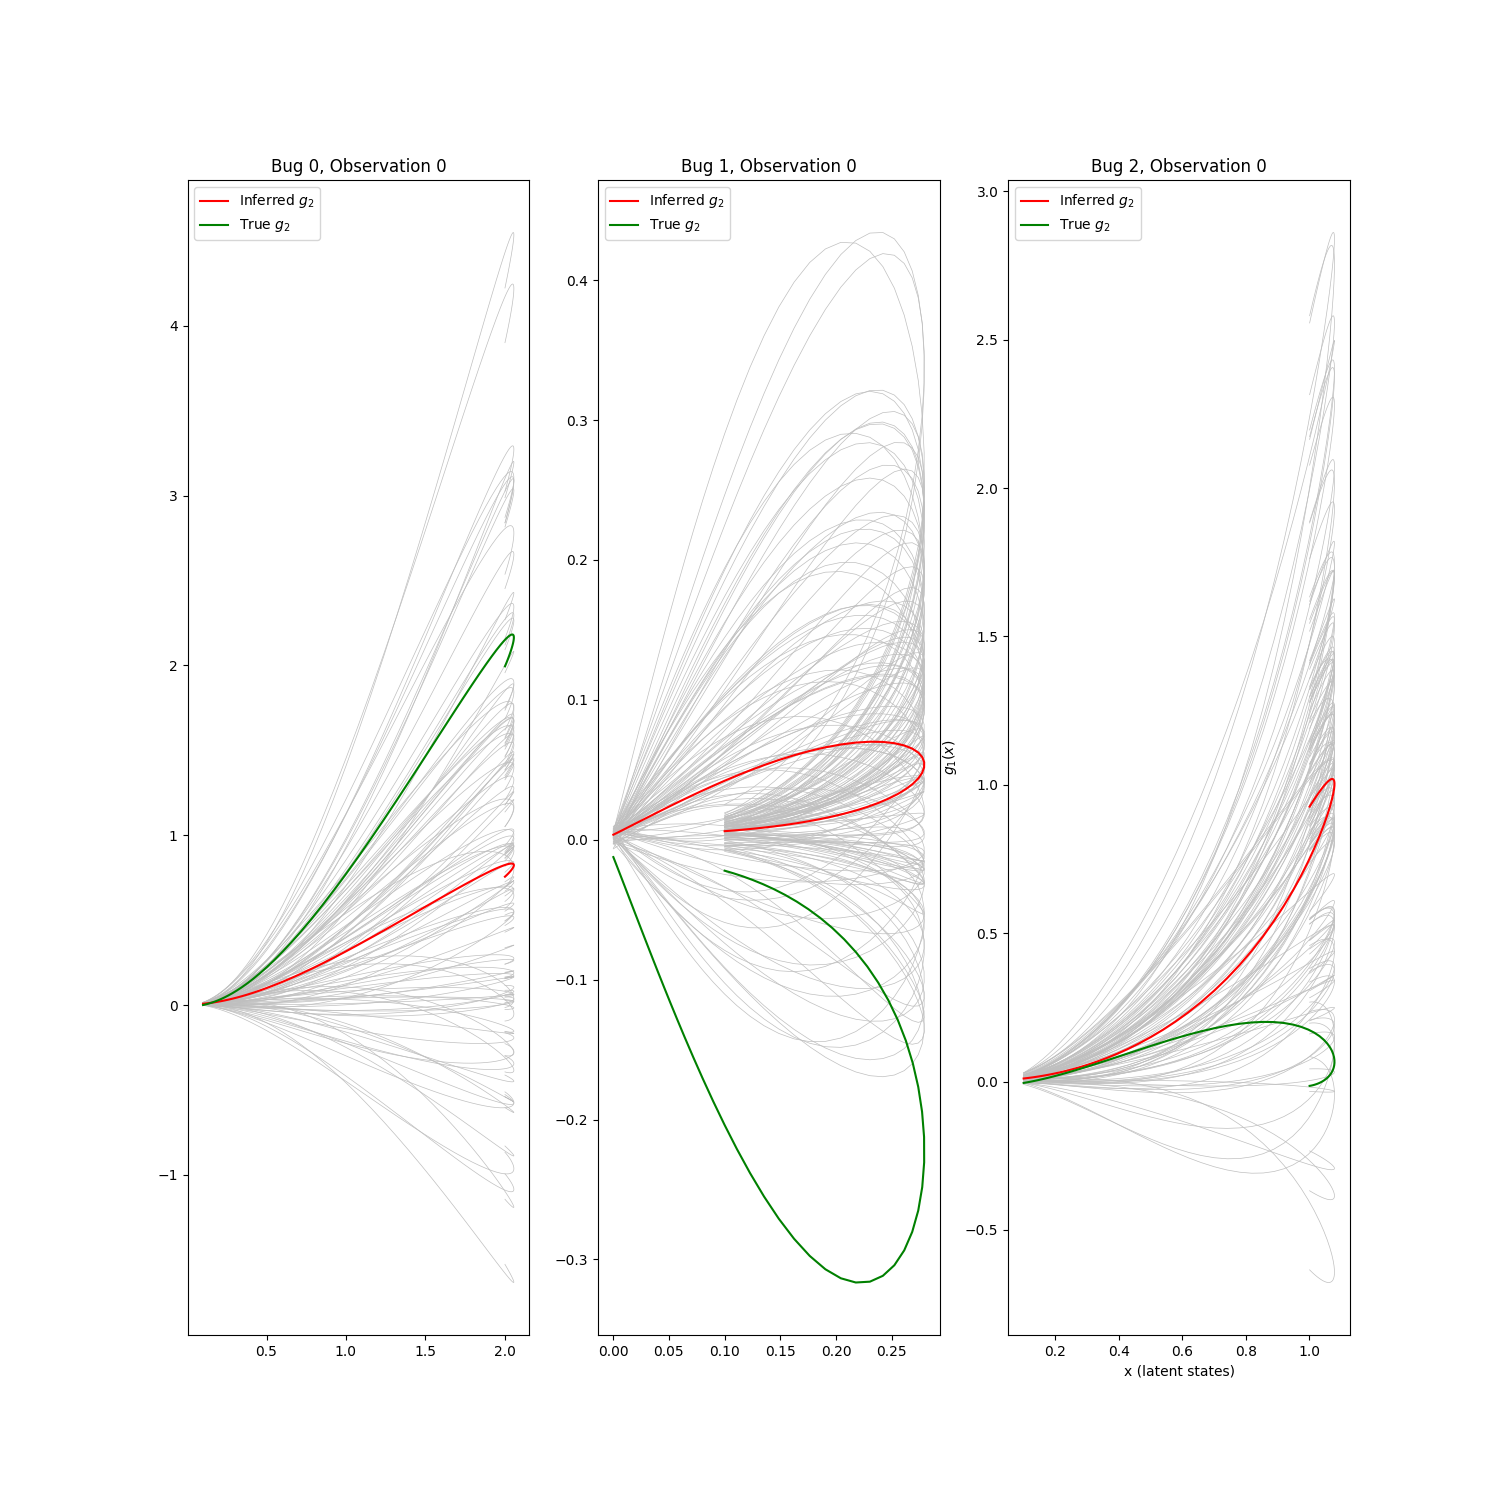 Bug 0, Observation 0
Inferred g₂
True g₂
4
3
2
1
0
−1
0.5 1.0 1.5 2.0
Bug 1, Observation 0
Inferred g₂
True g₂
0.4
0.3
0.2
0.1
0.0
−0.1
−0.2
−0.3
0.00 0.05 0.10 0.15 0.20 0.25
Bug 2, Observation 0
Inferred g₂
True g₂
g₁(x)
3.0
2.5
2.0
1.5
1.0
0.5
0.0
−0.5
0.2 0.4 0.6 0.8 1.0
x (latent states)